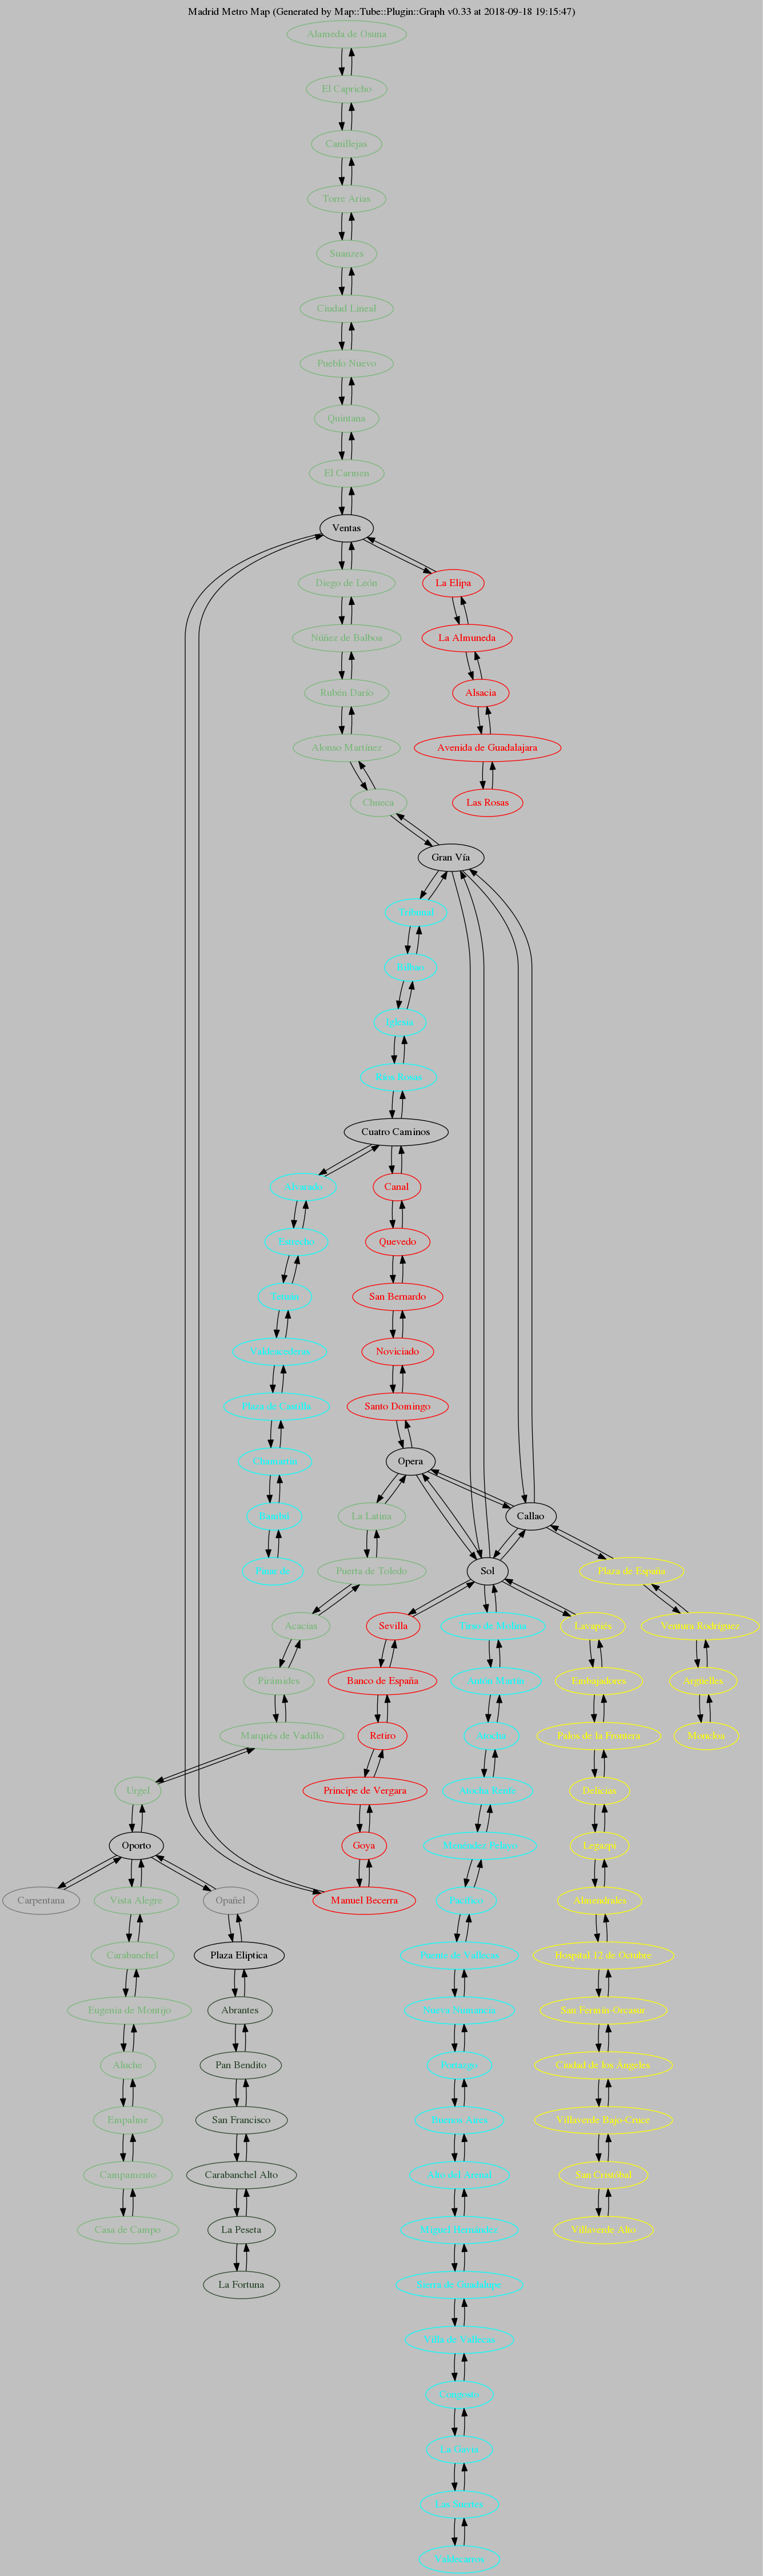 Madrid Metro Map (Generated by Map::Tube::Plugin::Graph v0.33 at 2018-09-18 19:15:47)
Alameda de Osuna
El Capricho
Canillejas
Torre Arias
Suanzes
Ciudad Lineal
Pueblo Nuevo
Quintana
El Carmen
Ventas
Diego de León
La Elipa
Núñez de Balboa
La Almuneda
Rubén Darío
Alsacia
Alonso Martínez
Avenida de Guadalajara
Chueca
Las Rosas
Gran Vía
Tribunal
Bilbao
Iglesia
Ríos Rosas
Cuatro Caminos
Alvarado
Canal
Estrecho
Quevedo
Tetuán
San Bernardo
Valdeacederas
Noviciado
Plaza de Castilla
Santo Domingo
Chamartín
Opera
Bambú
La Latina
Callao
Pinar de
Puerta de Toledo
Sol
Plaza de España
Acacias
Sevilla
Tirso de Molina
Lavapiés
Ventura Rodríguez
Pirámides
Banco de España
Antón Martín
Embajadores
Argüelles
Marqués de Vadillo
Retiro
Atocha
Palos de la Frontera
Moncloa
Urgel
Principe de Vergara
Atocha Renfe
Delicias
Oporto
Goya
Menéndez Pelayo
Legazpi
Carpentana
Vista Alegre
Opañel
Manuel Becerra
Pacífico
Almendrales
Carabanchel
Plaza Elíptica
Puente de Vallecas
Hospital 12 de Octubre
Eugenia de Montijo
Abrantes
Nueva Numancia
San Fermín-Orcasur
Aluche
Pan Bendito
Portazgo
Ciudad de los Ángeles
Empalme
San Francisco
Buenos Aires
Villaverde Bajo-Cruce
Campamento
Carabanchel Alto
Alto del Arenal
San Cristóbal
Casa de Campo
La Peseta
Miguel Hernández
Villaverde Alto
La Fortuna
Sierra de Guadalupe
Villa de Vallecas
Congosto
La Gavia
Las Suertes
Valdecarros